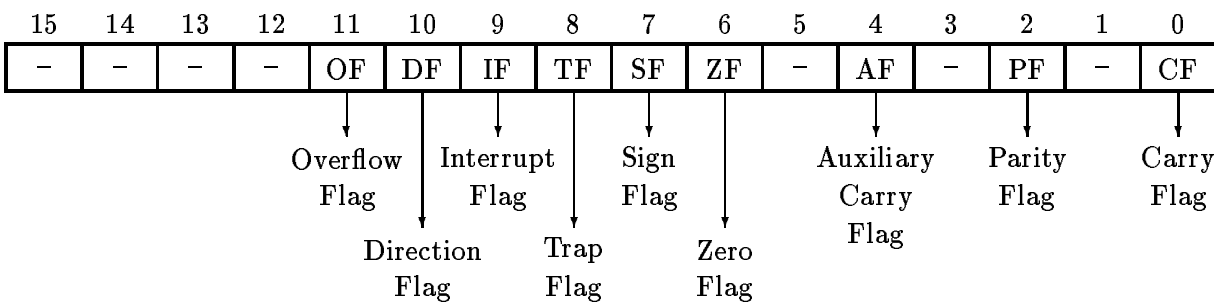 15 14 13 12 11 10 9 8 7 6 5 4 3 2 1 0
– – – – OF DF IF TF SF ZF – AF – PF – CF
Overflow Interrupt Sign Auxiliary Parity Carry
Flag Flag Flag Carry Flag Flag
Flag
Direction Trap Zero
Flag Flag Flag